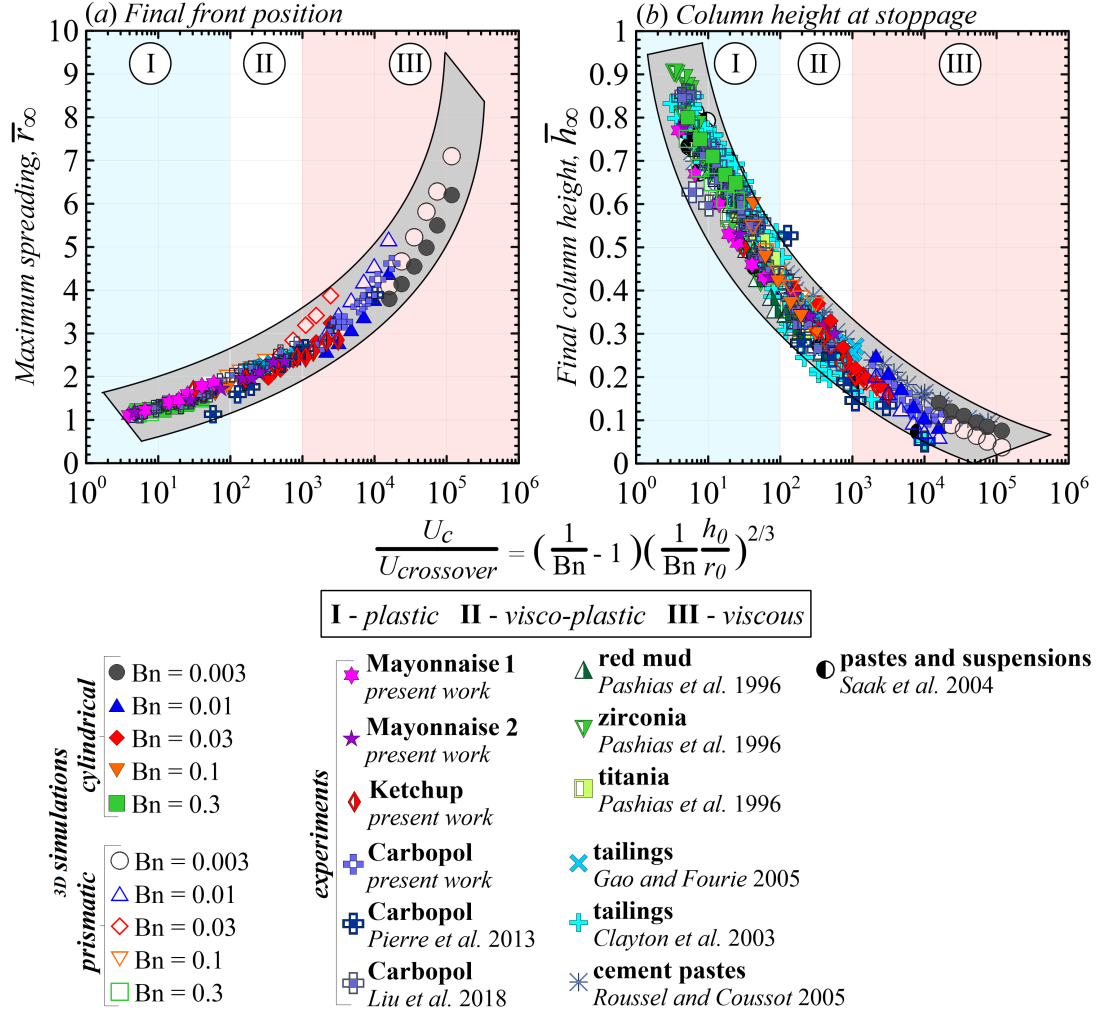 (a) Final front position
(b) Column height at stoppage
10
9
8
7
6
5
4
3
2
1
0
I
II
III
Maximum spreading, r̅∞
10⁰ 10¹ 10² 10³ 10⁴ 10⁵ 10⁶
1
0.9
0.8
0.7
0.6
0.5
0.4
0.3
0.2
0.1
0
I
II
III
Final column height, h̅∞
10⁰ 10¹ 10² 10³ 10⁴ 10⁵ 10⁶
U_c / U_crossover = (1/Bn - 1)(1/Bn h_0/r_0)^2/3
I - plastic II - visco-plastic III - viscous
3D simulations
cylindrical
Bn = 0.003
Bn = 0.01
Bn = 0.03
Bn = 0.1
Bn = 0.3
prismatic
Bn = 0.003
Bn = 0.01
Bn = 0.03
Bn = 0.1
Bn = 0.3
experiments
Mayonnaise 1
present work
Mayonnaise 2
present work
Ketchup
present work
Carbopol
present work
Carbopol
Pierre et al. 2013
Carbopol
Liu et al. 2018
red mud
Pashias et al. 1996
zirconia
Pashias et al. 1996
titania
Pashias et al. 1996
tailings
Gao and Fourie 2005
tailings
Clayton et al. 2003
cement pastes
Roussel and Coussot 2005
pastes and suspensions
Saak et al. 2004